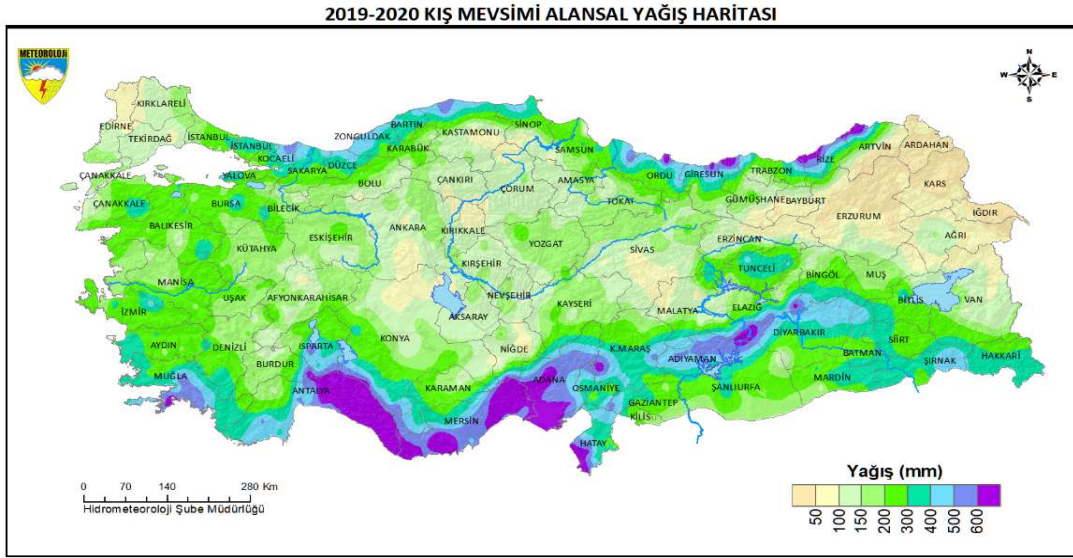 2019-2020 KIŞ MEVSİMİ ALANSAL YAĞIŞ HARİTASI
METEOROLOJİ
N
W E
S
KIRKLARELİ
EDİRNE
TEKİRDAĞ
İSTANBUL
İSTANBUL
KOCAELİ
YALOVA
SAKARYA
DÜZCE
ZONGULDAK
BARTIN
KARABÜK
KASTAMONU
SİNOP
SAMSUN
ORDU
GİRESUN
TRABZON
RİZE
ARTVİN
ARDAHAN
ÇANAKKALE
ÇANAKKALE
BALIKESİR
BURSA
BİLECİK
BOLU
ÇANKIRI
ÇORUM
AMASYA
TOKAT
GÜMÜŞHANE
BAYBURT
ERZURUM
KARS
IĞDIR
AĞRI
KÜTAHYA
ESKİŞEHİR
ANKARA
KIRIKKALE
YOZGAT
SİVAS
ERZİNCAN
TUNCELİ
BİNGÖL
MUŞ
BİTLİS
VAN
MANİSA
UŞAK
AFYONKARAHİSAR
KIRŞEHİR
NEVŞEHİR
KAYSERİ
MALATYA
ELAZIĞ
İZMİR
AYDIN
DENİZLİ
BURDUR
ISPARTA
KONYA
AKSARAY
NİĞDE
K.MARAŞ
ADIYAMAN
DİYARBAKIR
BATMAN
SİİRT
ŞIRNAK
HAKKARİ
MUĞLA
ANTALYA
KARAMAN
MERSİN
ADANA
OSMANİYE
GAZİANTEP
KİLİS
ŞANLIURFA
MARDİN
HATAY
0 70 140 280 Km
Hidrometeoroloji Şube Müdürlüğü
Yağış (mm)
50 100 150 200 300 400 500 600